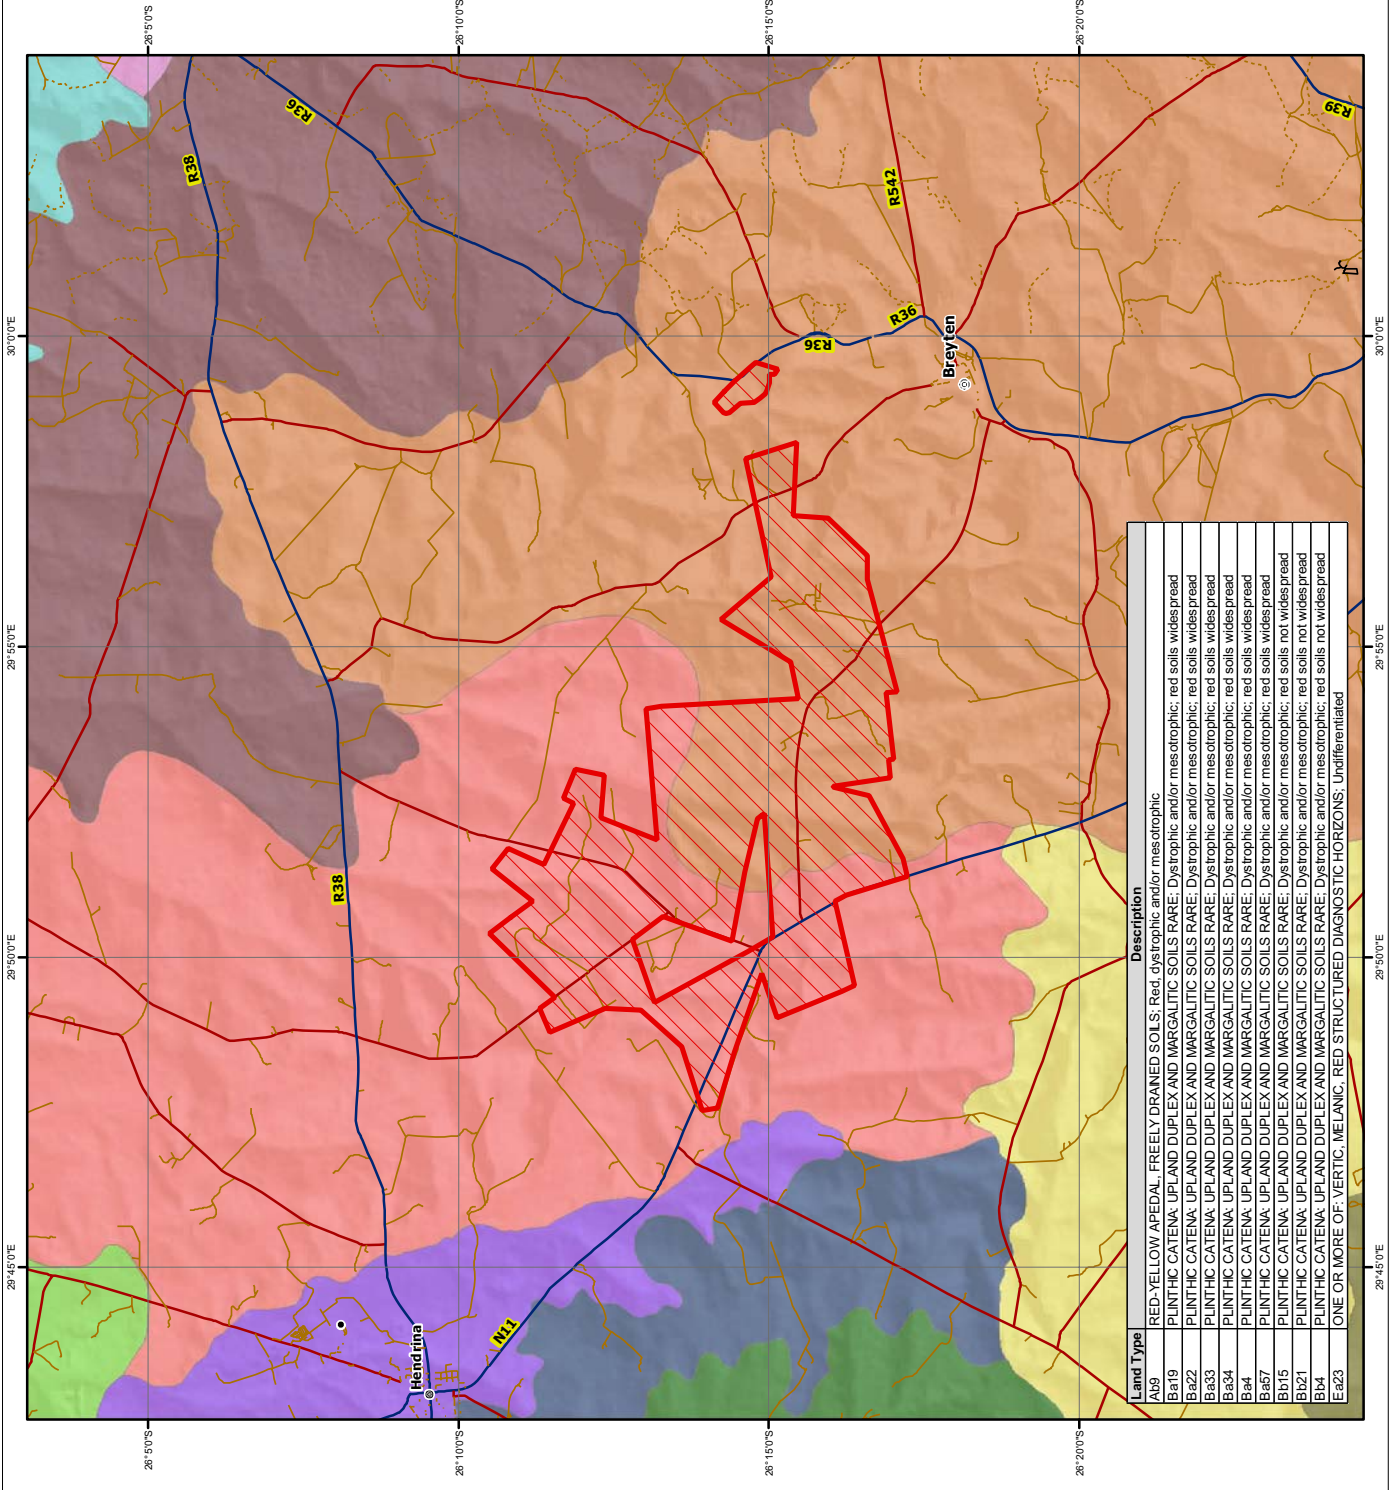 29°45'0"E
29°50'0"E
29°55'0"E
30°0'0"E
26°5'0"S
26°5'0"S
26°10'0"S
26°10'0"S
26°15'0"S
26°15'0"S
26°20'0"S
26°20'0"S
R38
R38
R36
R36
R36
R542
R39
N11
Hendrina
Breyten
Land Type Description
Ab9 RED-YELLOW APEDAL, FREELY DRAINED SOILS; Red, dystrophic and/or mesotrophic
Ba19 PLINTHIC CATENA: UPLAND DUPLEX AND MARGALITIC SOILS RARE; Dystrophic and/or mesotrophic; red soils widespread
Ba22 PLINTHIC CATENA: UPLAND DUPLEX AND MARGALITIC SOILS RARE; Dystrophic and/or mesotrophic; red soils widespread
Ba33 PLINTHIC CATENA: UPLAND DUPLEX AND MARGALITIC SOILS RARE; Dystrophic and/or mesotrophic; red soils widespread
Ba34 PLINTHIC CATENA: UPLAND DUPLEX AND MARGALITIC SOILS RARE; Dystrophic and/or mesotrophic; red soils widespread
Ba4 PLINTHIC CATENA: UPLAND DUPLEX AND MARGALITIC SOILS RARE; Dystrophic and/or mesotrophic; red soils widespread
Ba57 PLINTHIC CATENA: UPLAND DUPLEX AND MARGALITIC SOILS RARE; Dystrophic and/or mesotrophic; red soils widespread
Bb15 PLINTHIC CATENA: UPLAND DUPLEX AND MARGALITIC SOILS RARE; Dystrophic and/or mesotrophic; red soils not widespread
Bb21 PLINTHIC CATENA: UPLAND DUPLEX AND MARGALITIC SOILS RARE; Dystrophic and/or mesotrophic; red soils not widespread
Bb4 PLINTHIC CATENA: UPLAND DUPLEX AND MARGALITIC SOILS RARE; Dystrophic and/or mesotrophic; red soils not widespread
Ea23 ONE OR MORE OF: VERTIC, MELANIC, RED STRUCTURED DIAGNOSTIC HORIZONS; Undifferentiated
29°45'0"E
29°50'0"E
29°55'0"E
30°0'0"E